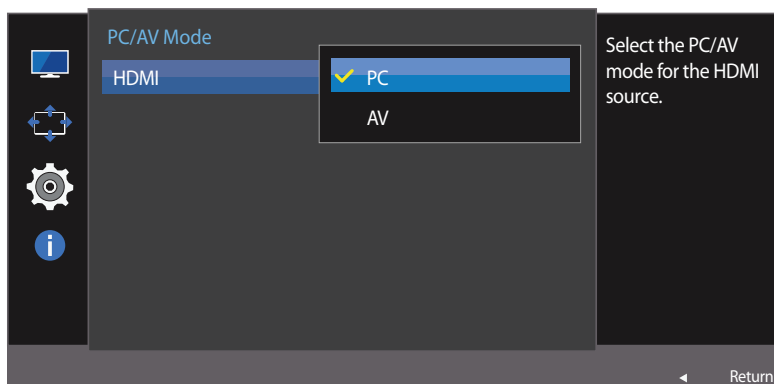 PC/AV Mode
HDMI
PC
AV
Select the PC/AV
mode for the HDMI
source.
Return